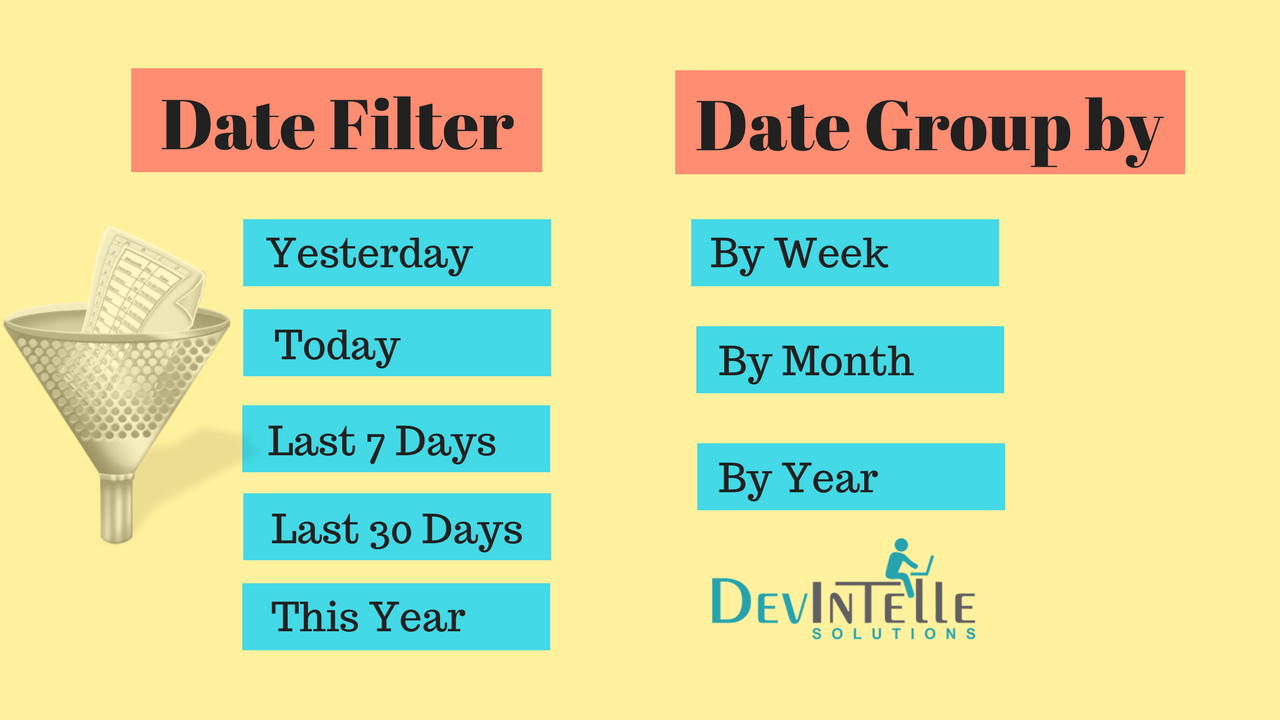 Date Filter
Yesterday
Today
Last 7 Days
Last 30 Days
This Year
Date Group by
By Week
By Month
By Year
DEVINTELLE
SOLUTIONS